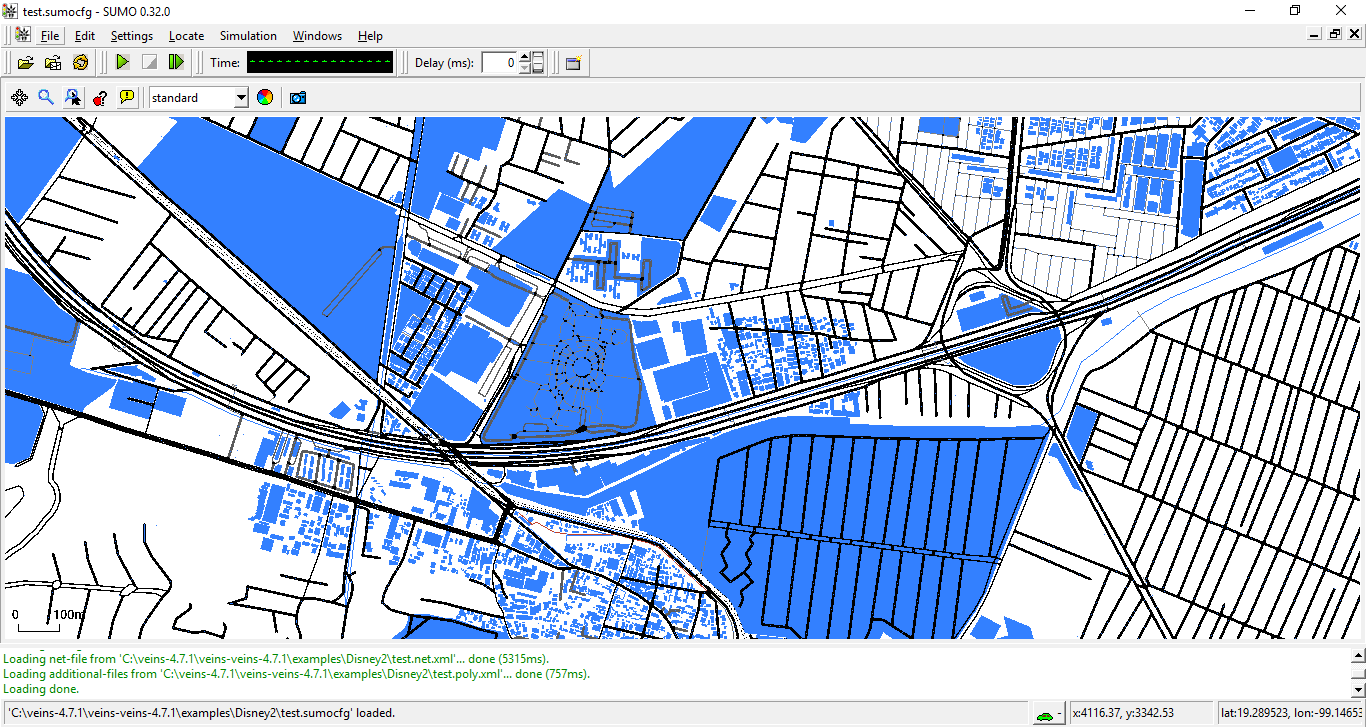 test.sumocfg - SUMO 0.32.0
File Edit Settings Locate Simulation Windows Help
Time: Delay (ms): 0
standard
0 100m
Loading net-file from 'C:\veins-4.7.1\veins-veins-4.7.1\examples\Disney2\test.net.xml'... done (5315ms).
Loading additional-files from 'C:\veins-4.7.1\veins-veins-4.7.1\examples\Disney2\test.poly.xml'... done (757ms).
Loading done.
'C:\veins-4.7.1\veins-veins-4.7.1\examples\Disney2\test.sumocfg' loaded. - x:4116.37, y:3342.53 lat:19.289523, lon:-99.14653